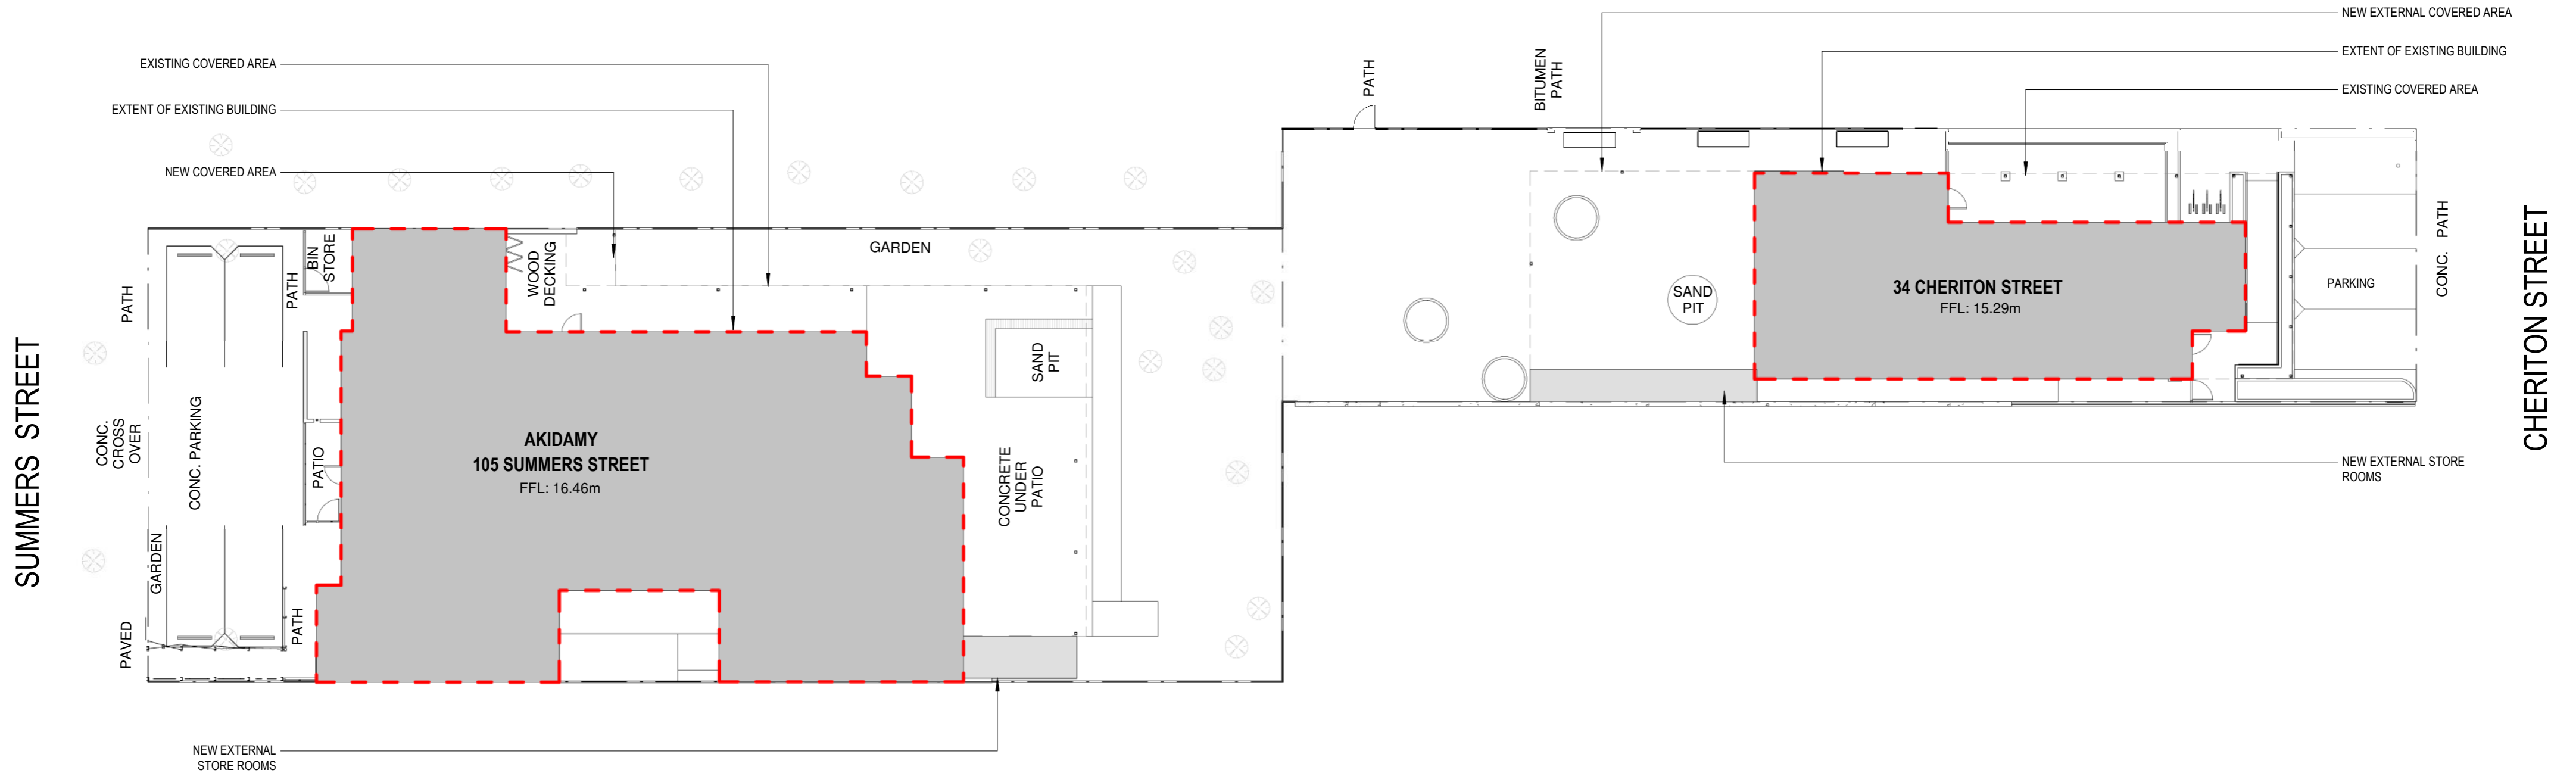 NEW EXTERNAL COVERED AREA
EXTENT OF EXISTING BUILDING
EXISTING COVERED AREA
EXISTING COVERED AREA
EXTENT OF EXISTING BUILDING
NEW COVERED AREA
PATH
BITUMEN
PATH
SUMMERS STREET
PATH
CONC.
CROSS
OVER
PAVED
GARDEN
CONC. PARKING
PATH
PATH
BIN
STORE
PATIO
WOOD
DECKING
GARDEN
AKIDAMY
105 SUMMERS STREET
FFL: 16.46m
SAND
PIT
CONCRETE
UNDER
PATIO
SAND
PIT
34 CHERITON STREET
FFL: 15.29m
PARKING
CONC. PATH
CHERITON STREET
NEW EXTERNAL STORE
ROOMS
NEW EXTERNAL
STORE ROOMS